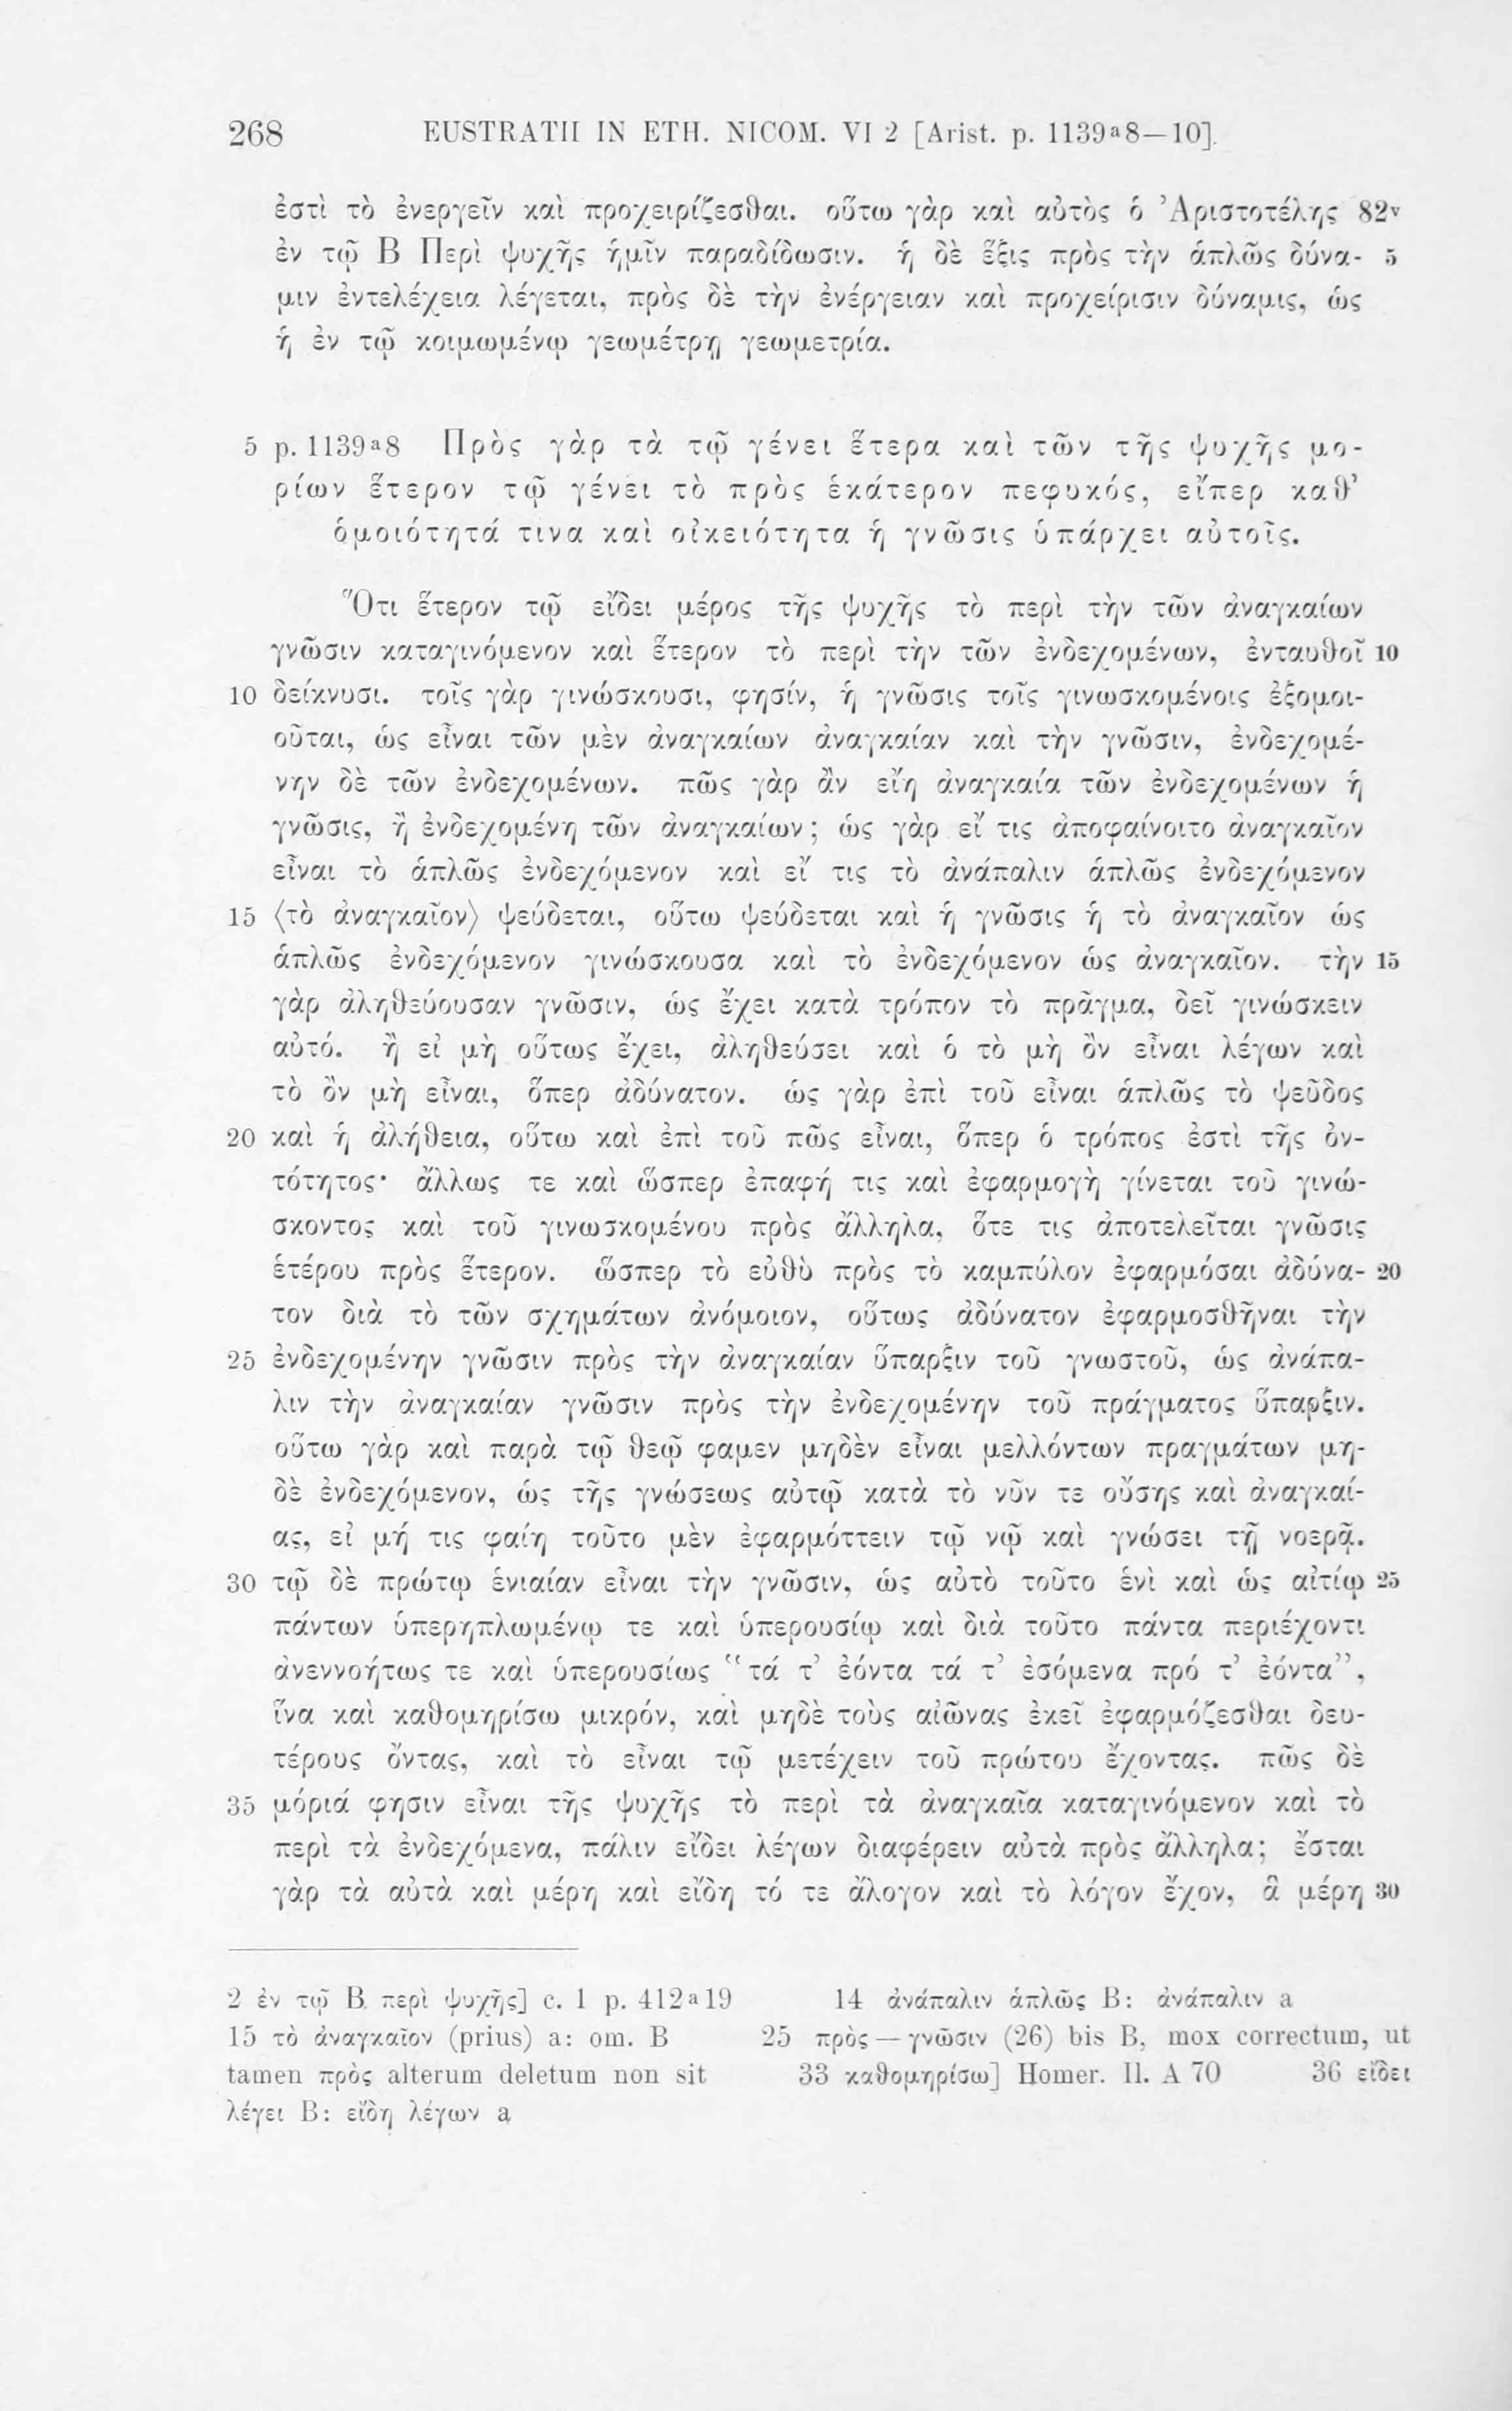 268 EUSTRATII IN ETH. NICOM. VI 2 [Arist. p. 1139ª8—10].
ἐστὶ τὸ ἐνεργεῖν καὶ προχειρίζεσθαι. οὕτω γὰρ καὶ αὐτὸς ὁ Ἀριστοτέλης 82v
ἐν τῷ Β Περὶ ψυχῆς ἡμῖν παραδίδωσιν. ἡ δὲ ἕξις πρὸς τὴν ἁπλῶς δύνα- 5
μιν ἐντελέχεια λέγεται, πρὸς δὲ τὴν ἐνέργειαν καὶ προχείρισιν δύναμις, ὡς
ἡ ἐν τῷ κοιμωμένῳ γεωμέτρῃ γεωμετρία.
5 p. 1139ª8 Πρὸς γὰρ τὰ τῷ γένει ἕτερα καὶ τῶν τῆς ψυχῆς μο-
ρίων ἕτερον τῷ γένει τὸ πρὸς ἑκάτερον πεφυκός, εἴπερ καθ’
ὁμοιότητά τινα καὶ οἰκειότητα ἡ γνῶσις ὑπάρχει αὐτοῖς.
Ὅτι ἕτερον τῷ εἴδει μέρος τῆς ψυχῆς τὸ περὶ τὴν τῶν ἀναγκαίων
γνῶσιν καταγινόμενον καὶ ἕτερον τὸ περὶ τὴν τῶν ἐνδεχομένων, ἐνταυθοῖ 10
10 δείκνυσι. τοῖς γὰρ γινώσκουσι, φησίν, ἡ γνῶσις τοῖς γινωσκομένοις ἐξομοι-
οῦται, ὡς εἶναι τῶν μὲν ἀναγκαίων ἀναγκαίαν καὶ τὴν γνῶσιν, ἐνδεχομέ-
νην δὲ τῶν ἐνδεχομένων. πῶς γὰρ ἂν εἴη ἀναγκαία τῶν ἐνδεχομένων ἡ
γνῶσις, ἢ ἐνδεχομένη τῶν ἀναγκαίων; ὡς γὰρ εἴ τις ἀποφαίνοιτο ἀναγκαῖον
εἶναι τὸ ἁπλῶς ἐνδεχόμενον καὶ εἴ τις τὸ ἀνάπαλιν ἁπλῶς ἐνδεχόμενον
15 ⟨τὸ ἀναγκαῖον⟩ ψεύδεται, οὕτω ψεύδεται καὶ ἡ γνῶσις ἡ τὸ ἀναγκαῖον ὡς
ἁπλῶς ἐνδεχόμενον γινώσκουσα καὶ τὸ ἐνδεχόμενον ὡς ἀναγκαῖον. τὴν 15
γὰρ ἀληθεύουσαν γνῶσιν, ὡς ἔχει κατὰ τρόπον τὸ πρᾶγμα, δεῖ γινώσκειν
αὐτό. ἢ εἰ μὴ οὕτως ἔχει, ἀληθεύσει καὶ ὁ τὸ μὴ ὂν εἶναι λέγων καὶ
τὸ ὂν μὴ εἶναι, ὅπερ ἀδύνατον. ὡς γὰρ ἐπὶ τοῦ εἶναι ἁπλῶς τὸ ψεῦδος
20 καὶ ἡ ἀλήθεια, οὕτω καὶ ἐπὶ τοῦ πῶς εἶναι, ὅπερ ὁ τρόπος ἐστὶ τῆς ὀν-
τότητος· ἄλλως τε καὶ ὥσπερ ἐπαφή τις καὶ ἐφαρμογὴ γίνεται τοῦ γινώ-
σκοντος καὶ τοῦ γινωσκομένου πρὸς ἄλληλα, ὅτε τις ἀποτελεῖται γνῶσις
ἑτέρου πρὸς ἕτερον. ὥσπερ τὸ εὐθὺ πρὸς τὸ καμπύλον ἐφαρμόσαι ἀδύνα- 20
τον διὰ τὸ τῶν σχημάτων ἀνόμοιον, οὕτως ἀδύνατον ἐφαρμοσθῆναι τὴν
25 ἐνδεχομένην γνῶσιν πρὸς τὴν ἀναγκαίαν ὕπαρξιν τοῦ γνωστοῦ, ὡς ἀνάπα-
λιν τὴν ἀναγκαίαν γνῶσιν πρὸς τὴν ἐνδεχομένην τοῦ πράγματος ὕπαρξιν.
οὕτω γὰρ καὶ παρὰ τῷ θεῷ φαμεν μηδὲν εἶναι μελλόντων πραγμάτων μη-
δὲ ἐνδεχόμενον, ὡς τῆς γνώσεως αὐτῷ κατὰ τὸ νῦν τε οὔσης καὶ ἀναγκαί-
ας, εἰ μή τις φαίη τοῦτο μὲν ἐφαρμόττειν τῷ νῷ καὶ γνώσει τῇ νοερᾷ.
30 τῷ δὲ πρώτῳ ἑνιαίαν εἶναι τὴν γνῶσιν, ὡς αὐτὸ τοῦτο ἑνὶ καὶ ὡς αἰτίῳ 25
πάντων ὑπερηπλωμένῳ τε καὶ ὑπερουσίῳ καὶ διὰ τοῦτο πάντα περιέχοντι
ἀνεννοήτως τε καὶ ὑπερουσίως “τά τ’ ἐόντα τά τ’ ἐσόμενα πρό τ’ ἐόντα”,
ἵνα καὶ καθομηρίσω μικρόν, καὶ μηδὲ τοὺς αἰῶνας ἐκεῖ ἐφαρμόζεσθαι δευ-
τέρους ὄντας, καὶ τὸ εἶναι τῷ μετέχειν τοῦ πρώτου ἔχοντας. πῶς δὲ
35 μόριά φησιν εἶναι τῆς ψυχῆς τὸ περὶ τὰ ἀναγκαῖα καταγινόμενον καὶ τὸ
περὶ τὰ ἐνδεχόμενα, πάλιν εἴδει λέγων διαφέρειν αὐτὰ πρὸς ἄλληλα; ἔσται
γὰρ τὰ αὐτὰ καὶ μέρη καὶ εἴδη τό τε ἄλογον καὶ τὸ λόγον ἔχον, ἃ μέρη 30
2 ἐν τῷ Β περὶ ψυχῆς] c. 1 p. 412ª19 14 ἀνάπαλιν ἁπλῶς B: ἀνάπαλιν a
15 τὸ ἀναγκαῖον (prius) a: om. B 25 πρὸς — γνῶσιν (26) bis B, mox correctum, ut
tamen πρὸς alterum deletum non sit 33 καθομηρίσω] Homer. Il. A 70 36 εἴδει
λέγει B: εἴδη λέγων a